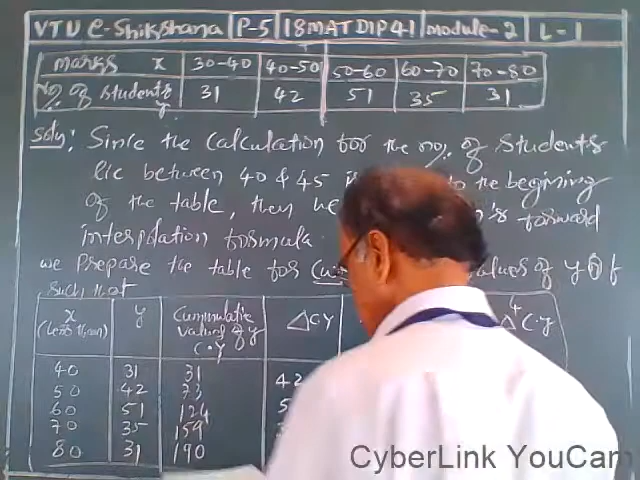 VTU e-Shikshana P-5 18MATDIP41 module-2 L-1
marks x 30-40 40-50 50-60 60-70 70-80
No% of students y 31 42 51 35 31
Soln: Since the calculation for the no% of students
lie between 40 & 45 to the begining
of the table, then we forward
interpolation formula
we prepare the table for values of y
such that
x (less than) y Cummulative values of y C.Y ΔC.Y Δ⁴C.y
40 31 31 42
50 42 73
60 51 124
70 35 159
80 31 190
CyberLink YouCam